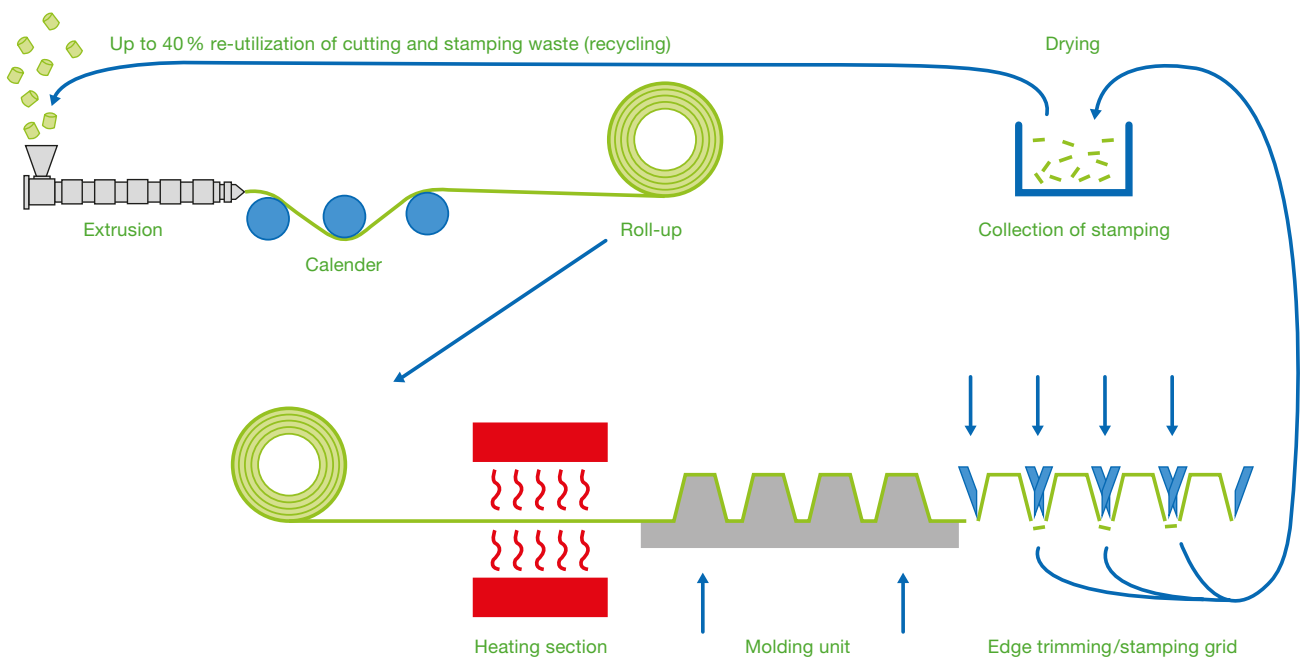 Up to 40 % re-utilization of cutting and stamping waste (recycling)
Drying
Extrusion
Calender
Roll-up
Collection of stamping
Heating section
Molding unit
Edge trimming/stamping grid